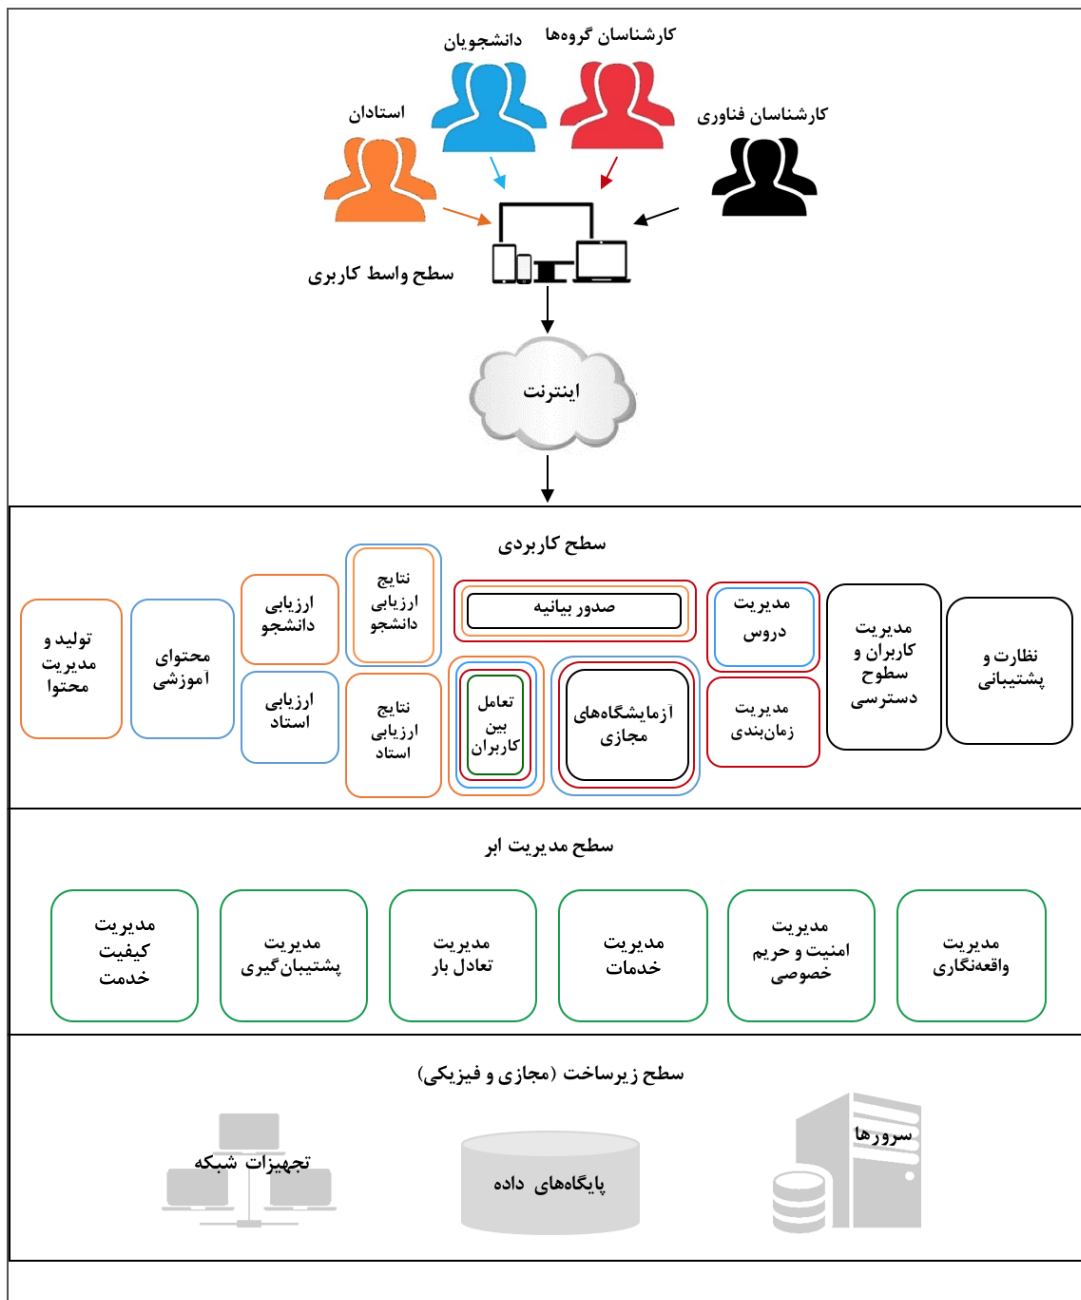 کارشناسان گروه‌ها
دانشجویان
کارشناسان فناوری
استادان
سطح واسط کاربری
اینترنت
سطح کاربردی
نظارت و
پشتیبانی
مدیریت
کاربران و
سطوح
دسترسی
مدیریت
دروس
مدیریت
زمان‌بندی
صدور بیانیه
آزمایشگاه‌های
مجازی
تعامل
بین
کاربران
نتایج
ارزیابی
دانشجو
نتایج
ارزیابی
استاد
ارزیابی
دانشجو
ارزیابی
استاد
محتوای
آموزشی
تولید و
مدیریت
محتوا
سطح مدیریت ابر
مدیریت
واقعه‌نگاری
مدیریت
امنیت و حریم
خصوصی
مدیریت
خدمات
مدیریت
تعادل بار
مدیریت
پشتیبان‌گیری
مدیریت
کیفیت
خدمت
سطح زیرساخت (مجازی و فیزیکی)
سرورها
پایگاه‌های داده
تجهیزات شبکه